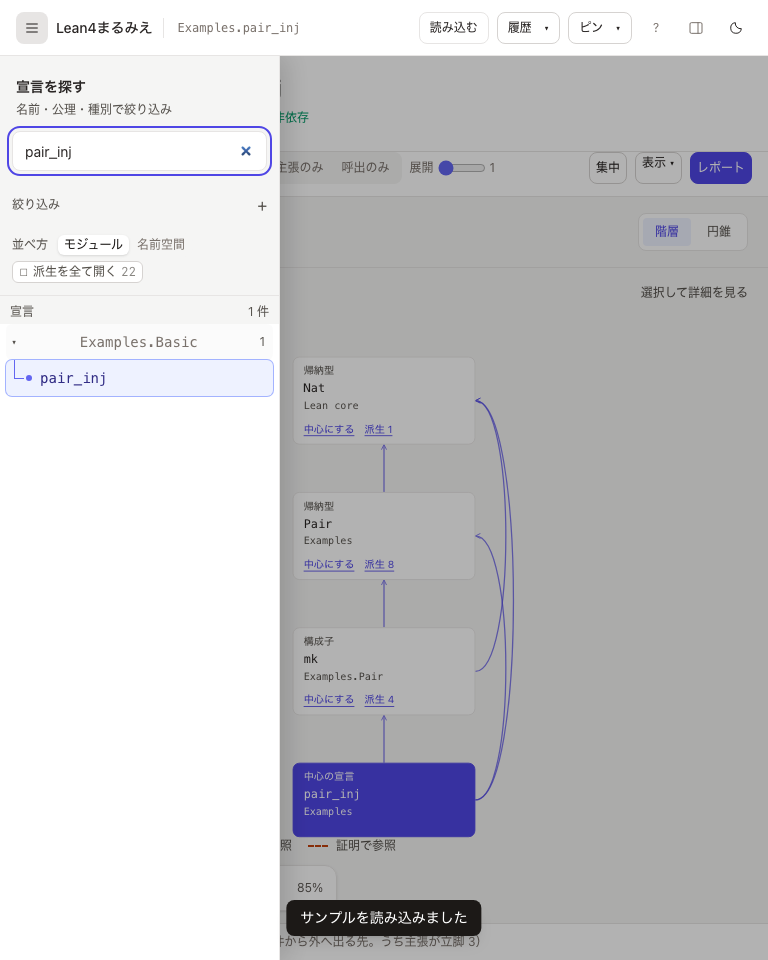 Lean4まるみえ
Examples.pair_inj
読み込む
履歴 ▾
ピン ▾
?
宣言を探す
名前・公理・種別で絞り込み
pair_inj
絞り込み
+
並べ方 モジュール 名前空間
派生を全て開く 22
宣言 1 件
▾ Examples.Basic 1
pair_inj
非依存
主張のみ 呼出のみ 展開 1
集中
表示 ▾
レポート
階層 円錐
選択して詳細を見る
帰納型
Nat
Lean core
中心にする 派生 1
帰納型
Pair
Examples
中心にする 派生 8
構成子
mk
Examples.Pair
中心にする 派生 4
中心の宣言
pair_inj
Examples
照 証明で参照
85%
サンプルを読み込みました
から外へ出る先。うち主張が立脚 3)